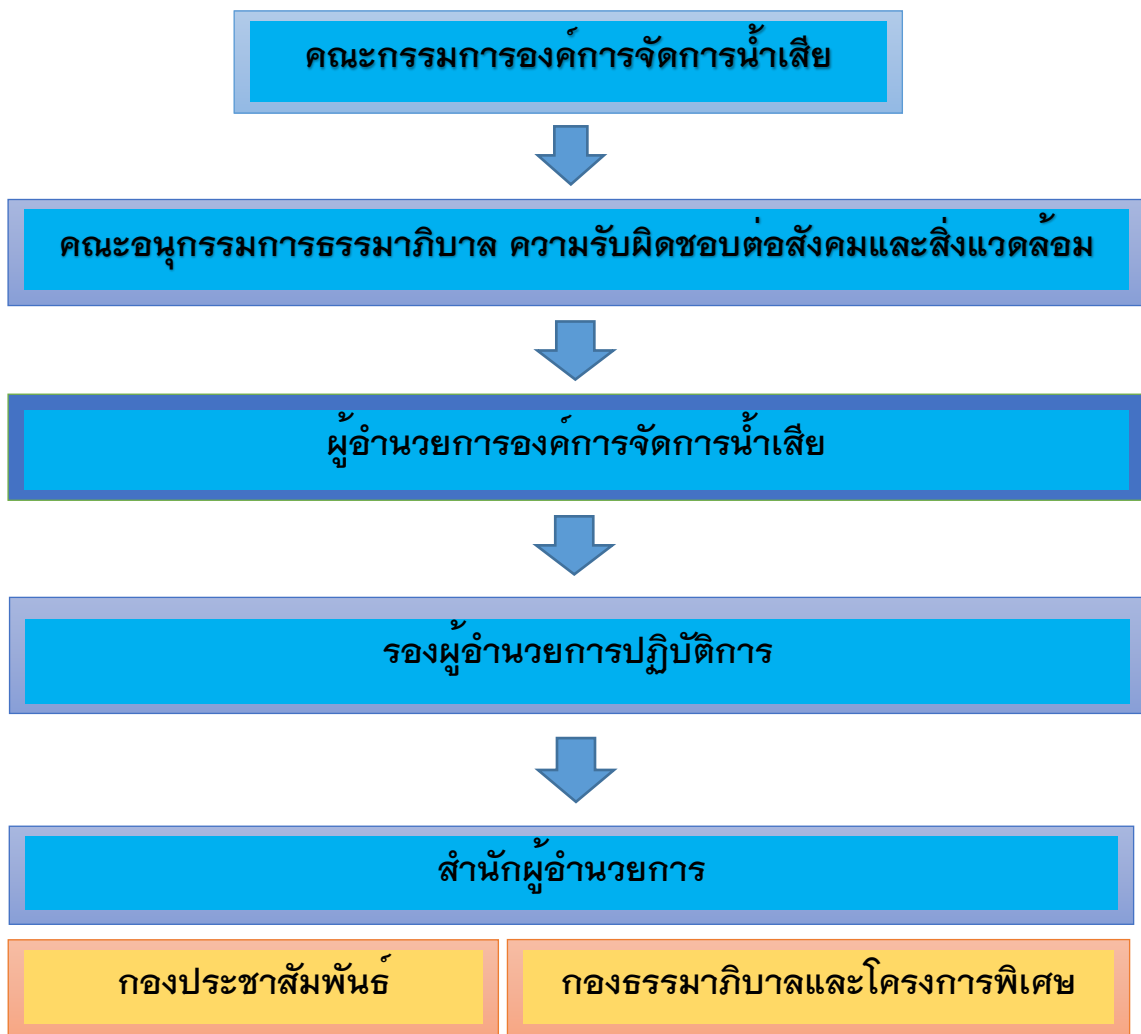 คณะกรรมการองค์การจัดการน้ำเสีย
คณะอนุกรรมการธรรมาภิบาล ความรับผิดชอบต่อสังคมและสิ่งแวดล้อม
ผู้อำนวยการองค์การจัดการน้ำเสีย
รองผู้อำนวยการปฏิบัติการ
สำนักผู้อำนวยการ
กองประชาสัมพันธ์
กองธรรมาภิบาลและโครงการพิเศษ